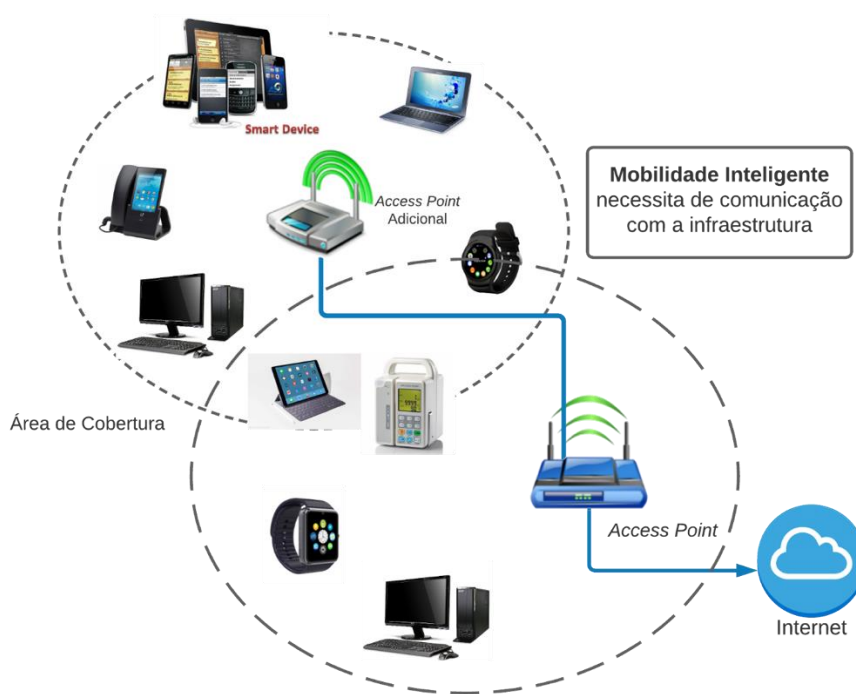 Smart Device
Access Point
Adicional
Mobilidade Inteligente
necessita de comunicação
com a infraestrutura
Área de Cobertura
Access Point
Internet